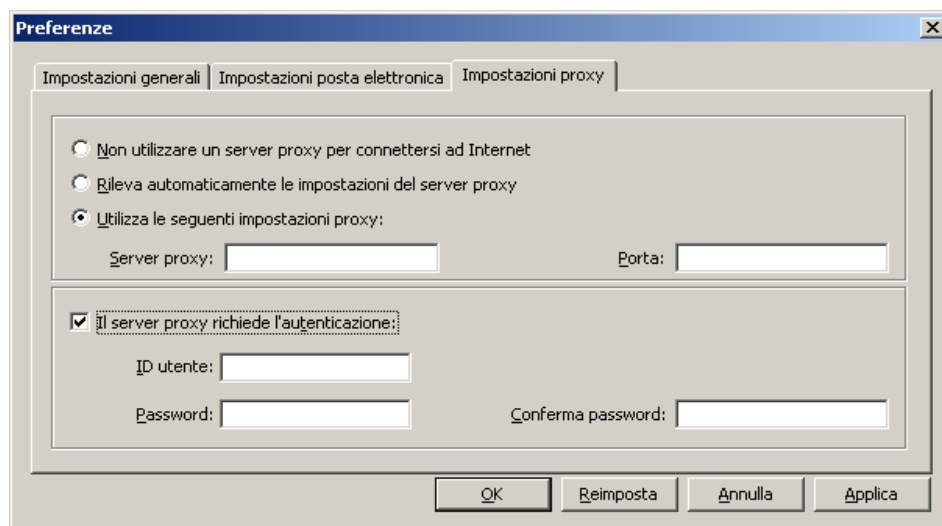 Preferenze
Impostazioni generali Impostazioni posta elettronica Impostazioni proxy
Non utilizzare un server proxy per connettersi ad Internet
Rileva automaticamente le impostazioni del server proxy
Utilizza le seguenti impostazioni proxy:
Server proxy: Porta:
Il server proxy richiede l'autenticazione:
ID utente:
Password: Conferma password:
OK Reimposta Annulla Applica